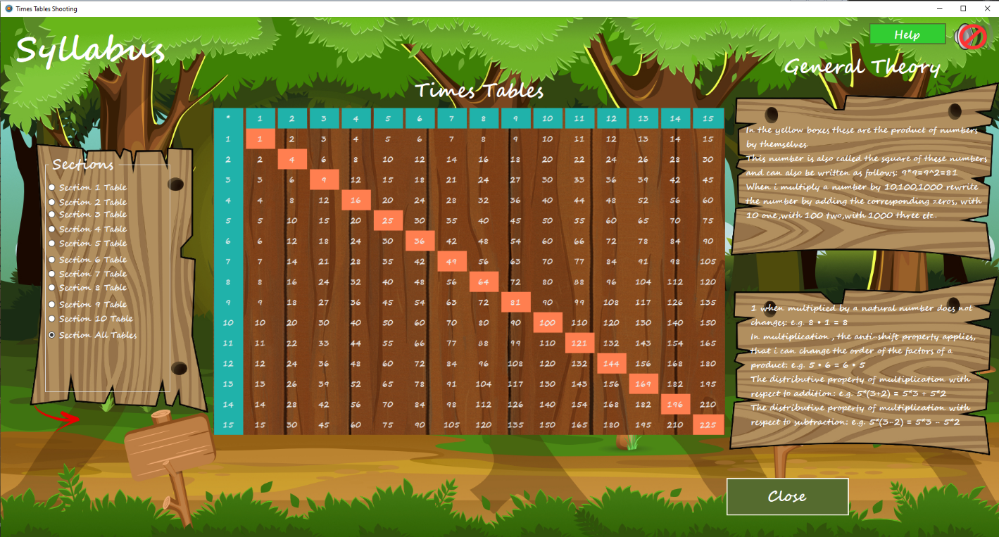 Times Tables Shooting
Syllabus
Help
General Theory
Times Tables
Sections
Section 1 Table
Section 2 Table
Section 3 Table
Section 4 Table
Section 5 Table
Section 6 Table
Section 7 Table
Section 8 Table
Section 9 Table
Section 10 Table
Section All Tables
* 1 2 3 4 5 6 7 8 9 10 11 12 13 14 15
1 1 2 3 4 5 6 7 8 9 10 11 12 13 14 15
2 2 4 6 8 10 12 14 16 18 20 22 24 26 28 30
3 3 6 9 12 15 18 21 24 27 30 33 36 39 42 45
4 4 8 12 16 20 24 28 32 36 40 44 48 52 56 60
5 5 10 15 20 25 30 35 40 45 50 55 60 65 70 75
6 6 12 18 24 30 36 42 48 54 60 66 72 78 84 90
7 7 14 21 28 35 42 49 56 63 70 77 84 91 98 105
8 8 16 24 32 40 48 56 64 72 80 88 96 104 112 120
9 9 18 27 36 45 54 63 72 81 90 99 108 117 126 135
10 10 20 30 40 50 60 70 80 90 100 110 120 130 140 150
11 11 22 33 44 55 66 77 88 99 110 121 132 143 154 165
12 12 24 36 48 60 72 84 96 108 120 132 144 156 168 180
13 13 26 39 52 65 78 91 104 117 130 143 156 169 182 195
14 14 28 42 56 70 84 98 112 126 140 154 168 182 196 210
15 15 30 45 60 75 90 105 120 135 150 165 180 195 210 225
In the yellow boxes these are the product of numbers
by themselves
This number is also called the square of these numbers
and can also be written as follows: 9*9=9^2=81
When i multiply a number by 10,100,1000 rewrite
the number by adding the corresponding zeros, with
10 one,with 100 two,with 1000 three etc.
1 when multiplied by a natural number does not
changes: e.g. 8 • 1 = 8
In multiplication , the anti-shift property applies,
that i can change the order of the factors of a
product: e.g. 5 • 6 = 6 • 5
The distributive property of multiplication with
respect to addition: e.g. 5*(3+2) = 5*3 + 5*2
The distributive property of multiplication with
respect to subtraction: e.g. 5*(3-2) = 5*3 - 5*2
Close